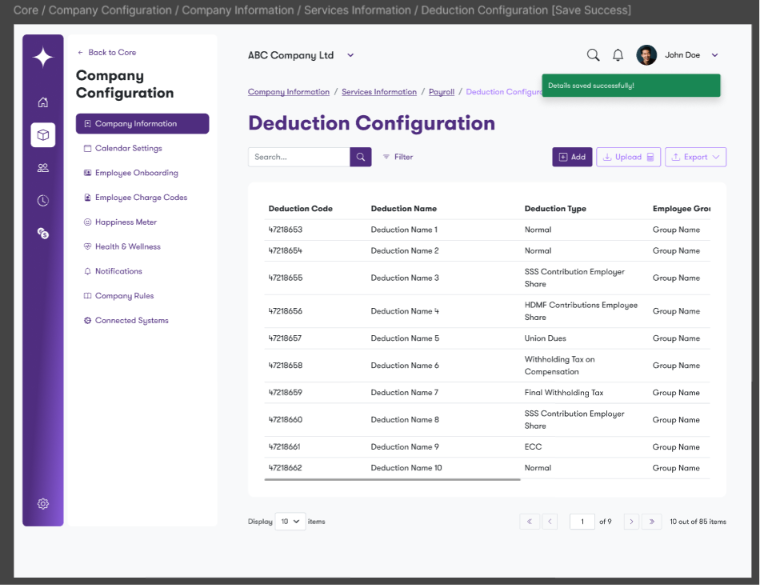 Core / Company Configuration / Company Information / Services Information / Deduction Configuration [Save Success]
← Back to Core
Company
Configuration
Company Information
Calendar Settings
Employee Onboarding
Employee Charge Codes
Happiness Meter
Health & Wellness
Notifications
Company Rules
Connected Systems
ABC Company Ltd
John Doe
Details saved successfully!
Company Information / Services Information / Payroll / Deduction Configur
Deduction Configuration
Search...
Filter
Add
Upload
Export
Deduction Code Deduction Name Deduction Type Employee Gro
47218653 Deduction Name 1 Normal Group Name
47218654 Deduction Name 2 Normal Group Name
47218655 Deduction Name 3 SSS Contribution Employer Share Group Name
47218656 Deduction Name 4 HDMF Contributions Employee Share Group Name
47218657 Deduction Name 5 Union Dues Group Name
47218658 Deduction Name 6 Withholding Tax on Compensation Group Name
47218659 Deduction Name 7 Final Withholding Tax Group Name
47218660 Deduction Name 8 SSS Contribution Employer Share Group Name
47218661 Deduction Name 9 ECC Group Name
47218662 Deduction Name 10 Normal Group Name
Display 10 items
1 of 9
10 out of 85 items